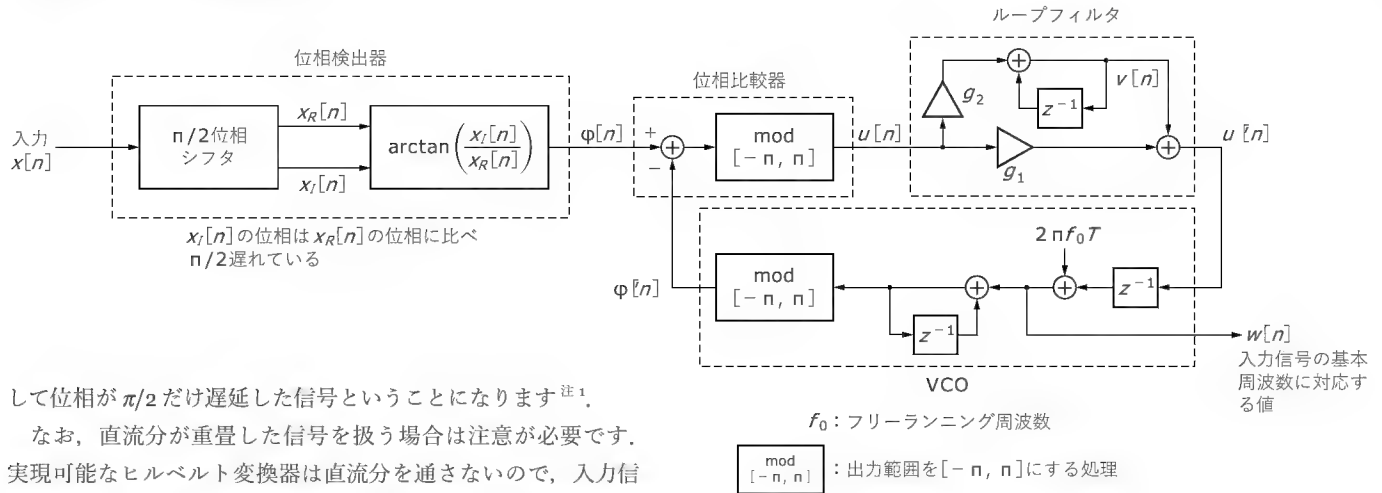 ループフィルタ
位相検出器
位相比較器
入力
x[n]
π/2位相
シフタ
x_R[n]
x_I[n]
arctan(x_I[n]/x_R[n])
φ[n]
+
−
mod
[−π, π]
u[n]
g_2
g_1
z^{-1}
v[n]
u'[n]
x_I[n]の位相はx_R[n]の位相に比べ
π/2遅れている
φ'[n]
mod
[−π, π]
z^{-1}
2πf_0T
z^{-1}
w[n]
入力信号の基本
周波数に対応す
る値
VCO
f_0：フリーランニング周波数
mod
[−π, π]
：出力範囲を[−π, π]にする処理
して位相がπ/2だけ遅延した信号ということになります注1．
なお，直流分が重畳した信号を扱う場合は注意が必要です．
実現可能なヒルベルト変換器は直流分を通さないので，入力信